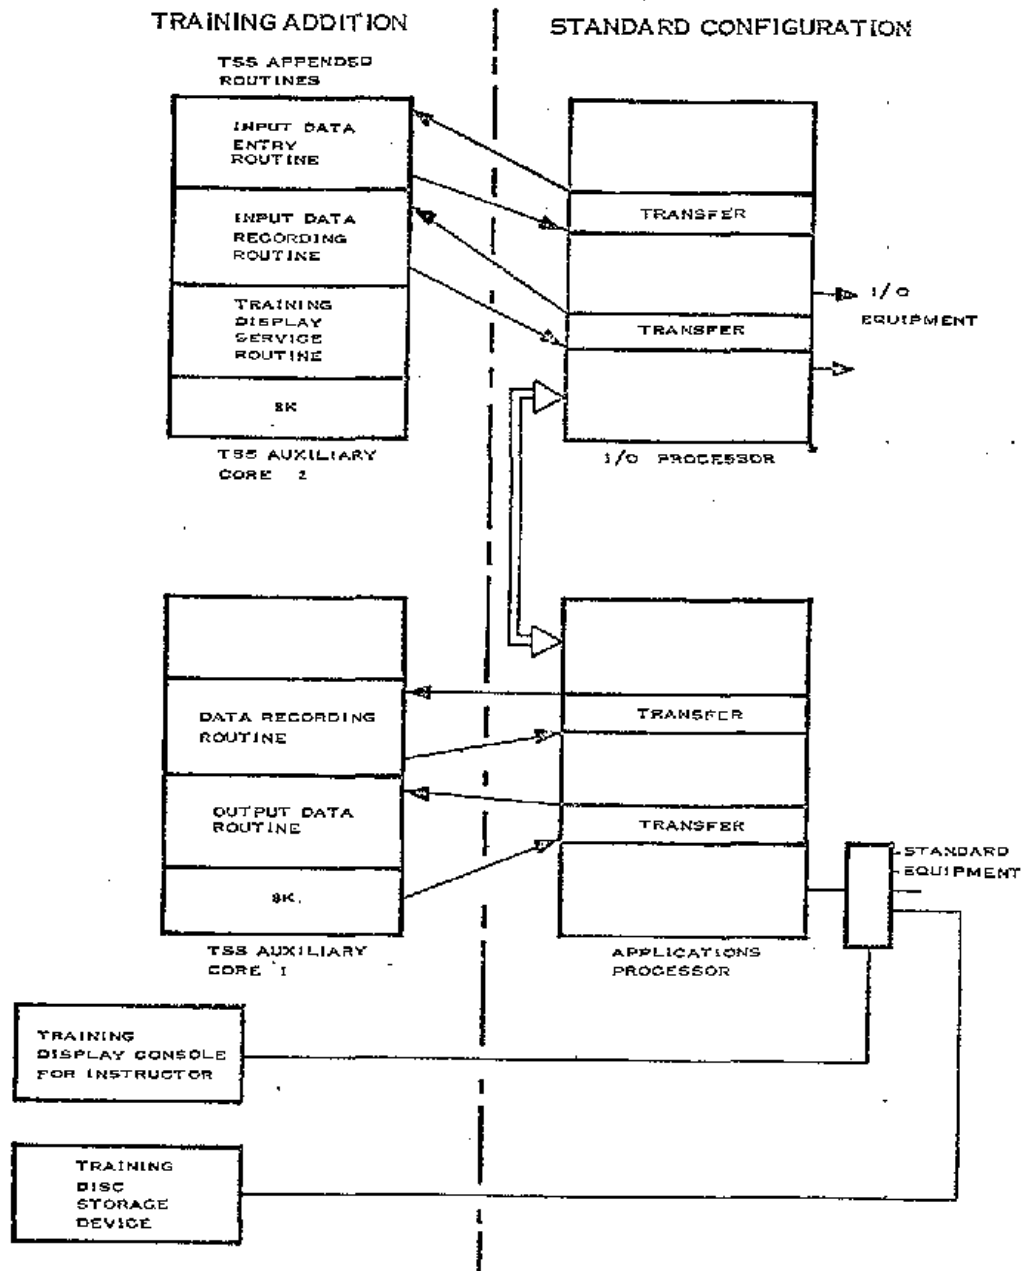 TRAINING ADDITION
STANDARD CONFIGURATION
TSS APPENDED
ROUTINES
INPUT DATA
ENTRY
ROUTINE
INPUT DATA
RECORDING
ROUTINE
TRAINING
DISPLAY
SERVICE
ROUTINE
8K
TSS AUXILIARY
CORE 2
TRANSFER
TRANSFER
I/O
EQUIPMENT
I/O PROCESSOR
DATA RECORDING
ROUTINE
OUTPUT DATA
ROUTINE
8K
TSS AUXILIARY
CORE 1
TRANSFER
TRANSFER
STANDARD
EQUIPMENT
APPLICATIONS
PROCESSOR
TRAINING
DISPLAY CONSOLE
FOR INSTRUCTOR
TRAINING
DISC
STORAGE
DEVICE